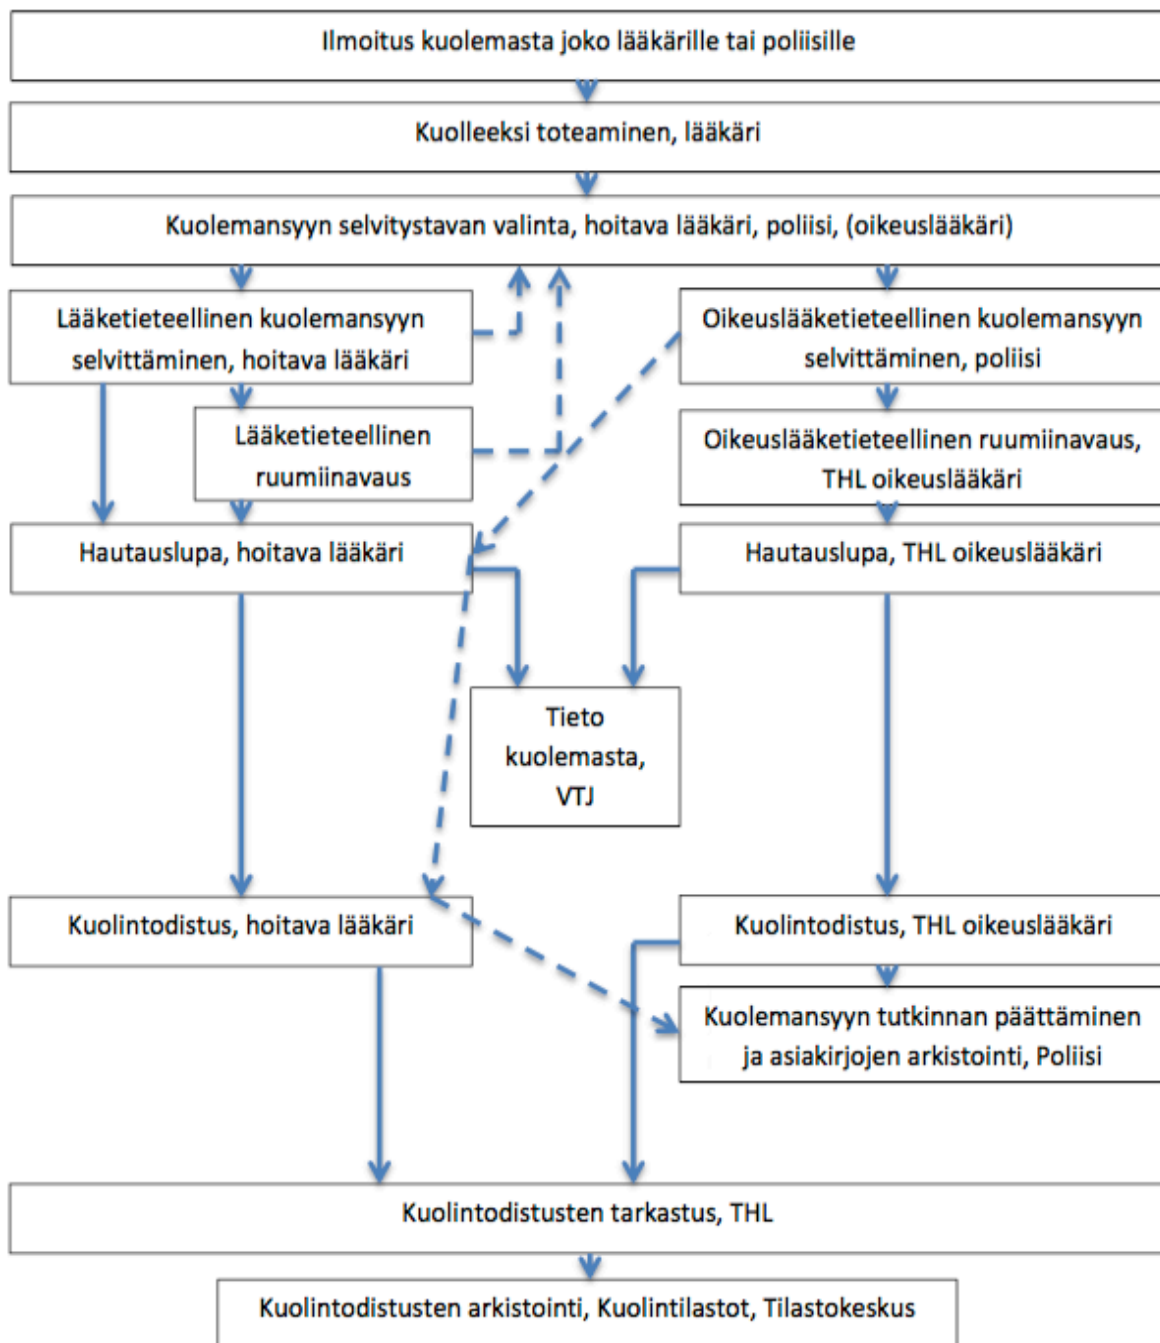 Ilmoitus kuolemasta joko lääkärille tai poliisille
Kuolleeksi toteaminen, lääkäri
Kuolemansyyn selvitystavan valinta, hoitava lääkäri, poliisi, (oikeuslääkäri)
Lääketieteellinen kuolemansyyn
selvittäminen, hoitava lääkäri
Oikeuslääketieteellinen kuolemansyyn
selvittäminen, poliisi
Lääketieteellinen
ruumiinavaus
Oikeuslääketieteellinen ruumiinavaus,
THL oikeuslääkäri
Hautauslupa, hoitava lääkäri
Hautauslupa, THL oikeuslääkäri
Tieto
kuolemasta,
VTJ
Kuolintodistus, hoitava lääkäri
Kuolintodistus, THL oikeuslääkäri
Kuolemansyyn tutkinnan päättäminen
ja asiakirjojen arkistointi, Poliisi
Kuolintodistusten tarkastus, THL
Kuolintodistusten arkistointi, Kuolintilastot, Tilastokeskus